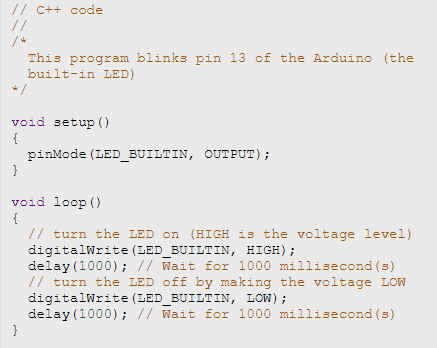 // C++ code
//
/*
  This program blinks pin 13 of the Arduino (the
  built-in LED)
*/

void setup()
{
  pinMode(LED_BUILTIN, OUTPUT);
}

void loop()
{
  // turn the LED on (HIGH is the voltage level)
  digitalWrite(LED_BUILTIN, HIGH);
  delay(1000); // Wait for 1000 millisecond(s)
  // turn the LED off by making the voltage LOW
  digitalWrite(LED_BUILTIN, LOW);
  delay(1000); // Wait for 1000 millisecond(s)
}